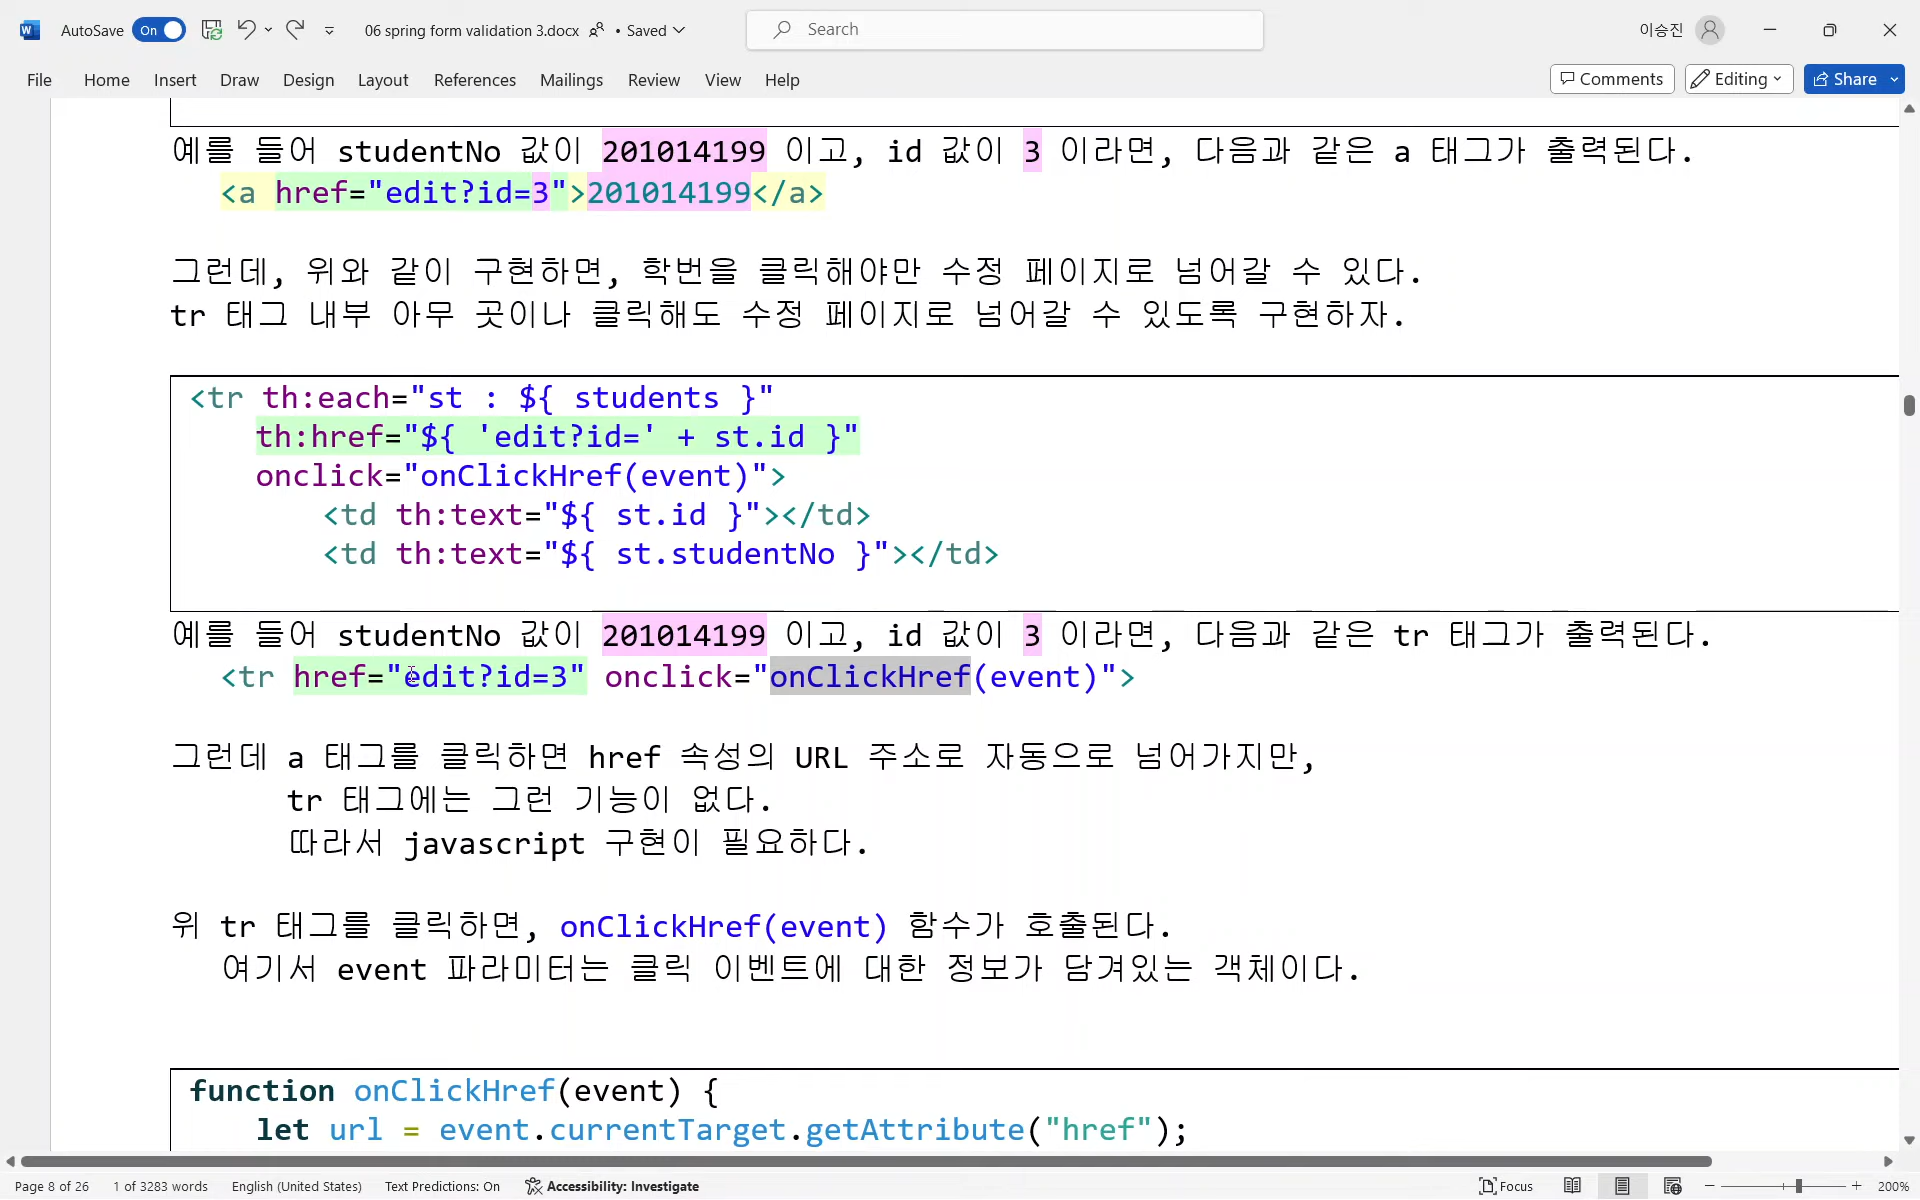 AutoSave On 06 spring form validation 3.docx • Saved Search 이승진
File Home Insert Draw Design Layout References Mailings Review View Help Comments Editing Share
예를 들어 studentNo 값이 201014199 이고, id 값이 3 이라면, 다음과 같은 a 태그가 출력된다.
<a href="edit?id=3">201014199</a>
그런데, 위와 같이 구현하면, 학번을 클릭해야만 수정 페이지로 넘어갈 수 있다.
tr 태그 내부 아무 곳이나 클릭해도 수정 페이지로 넘어갈 수 있도록 구현하자.
<tr th:each="st : ${ students }"
th:href="${ 'edit?id=' + st.id }"
onclick="onClickHref(event)">
<td th:text="${ st.id }"></td>
<td th:text="${ st.studentNo }"></td>
예를 들어 studentNo 값이 201014199 이고, id 값이 3 이라면, 다음과 같은 tr 태그가 출력된다.
<tr href="edit?id=3" onclick="onClickHref(event)">
그런데 a 태그를 클릭하면 href 속성의 URL 주소로 자동으로 넘어가지만,
tr 태그에는 그런 기능이 없다.
따라서 javascript 구현이 필요하다.
위 tr 태그를 클릭하면, onClickHref(event) 함수가 호출된다.
여기서 event 파라미터는 클릭 이벤트에 대한 정보가 담겨있는 객체이다.
function onClickHref(event) {
let url = event.currentTarget.getAttribute("href");
Page 8 of 26 1 of 3283 words English (United States) Text Predictions: On Accessibility: Investigate Focus 200%